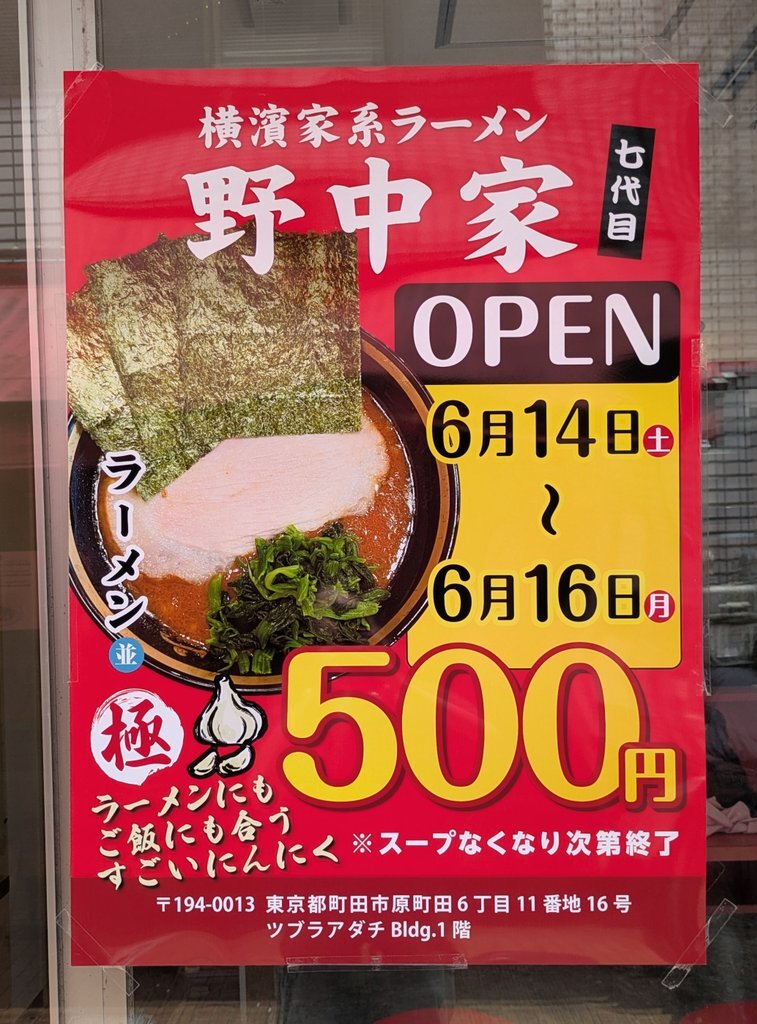 横濱家系ラーメン
野中家
七代目
OPEN
6月14日土
〜
6月16日月
ラーメン並
500円
極
ラーメンにも
ご飯にも合う
すごいにんにく
※スープなくなり次第終了
〒194-0013 東京都町田市原町田6丁目11番地16号
ツブラアダチBldg.1階